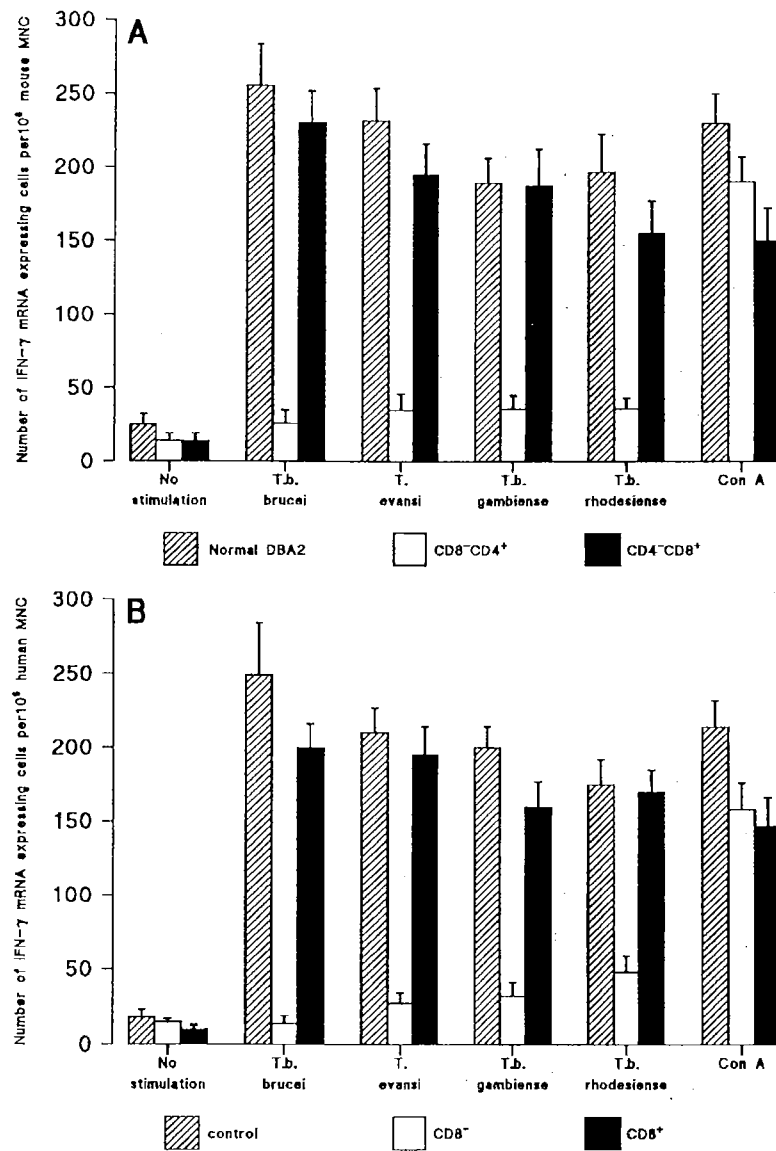 A
Number of IFN-γ mRNA expressing cells per10⁶ mouse MNC
300
250
200
150
100
50
0
No stimulation
T.b. brucei
T. evansi
T.b. gambiense
T.b. rhodesiense
Con A
Normal DBA2
CD8⁻CD4⁺
CD4⁻CD8⁺
B
Number of IFN-γ mRNA expressing cells per10⁶ human MNC
300
250
200
150
100
50
0
No stimulation
T.b. brucei
T. evansi
T.b. gambiense
T.b. rhodesiense
Con A
control
CD8⁻
CD8⁺